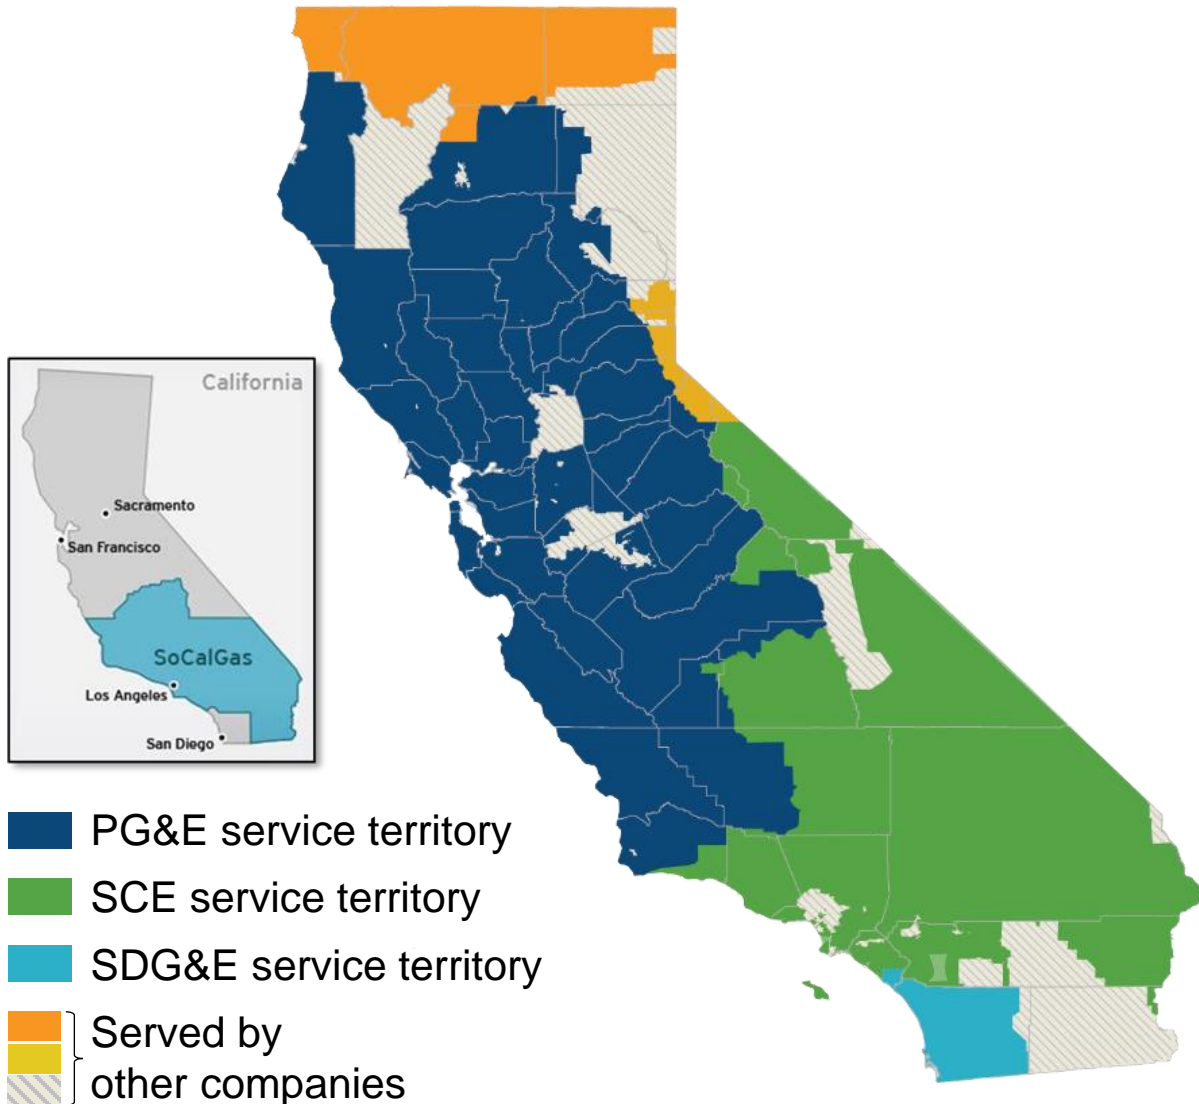 California
Sacramento
San Francisco
SoCalGas
Los Angeles
San Diego
PG&E service territory
SCE service territory
SDG&E service territory
Served by
other companies